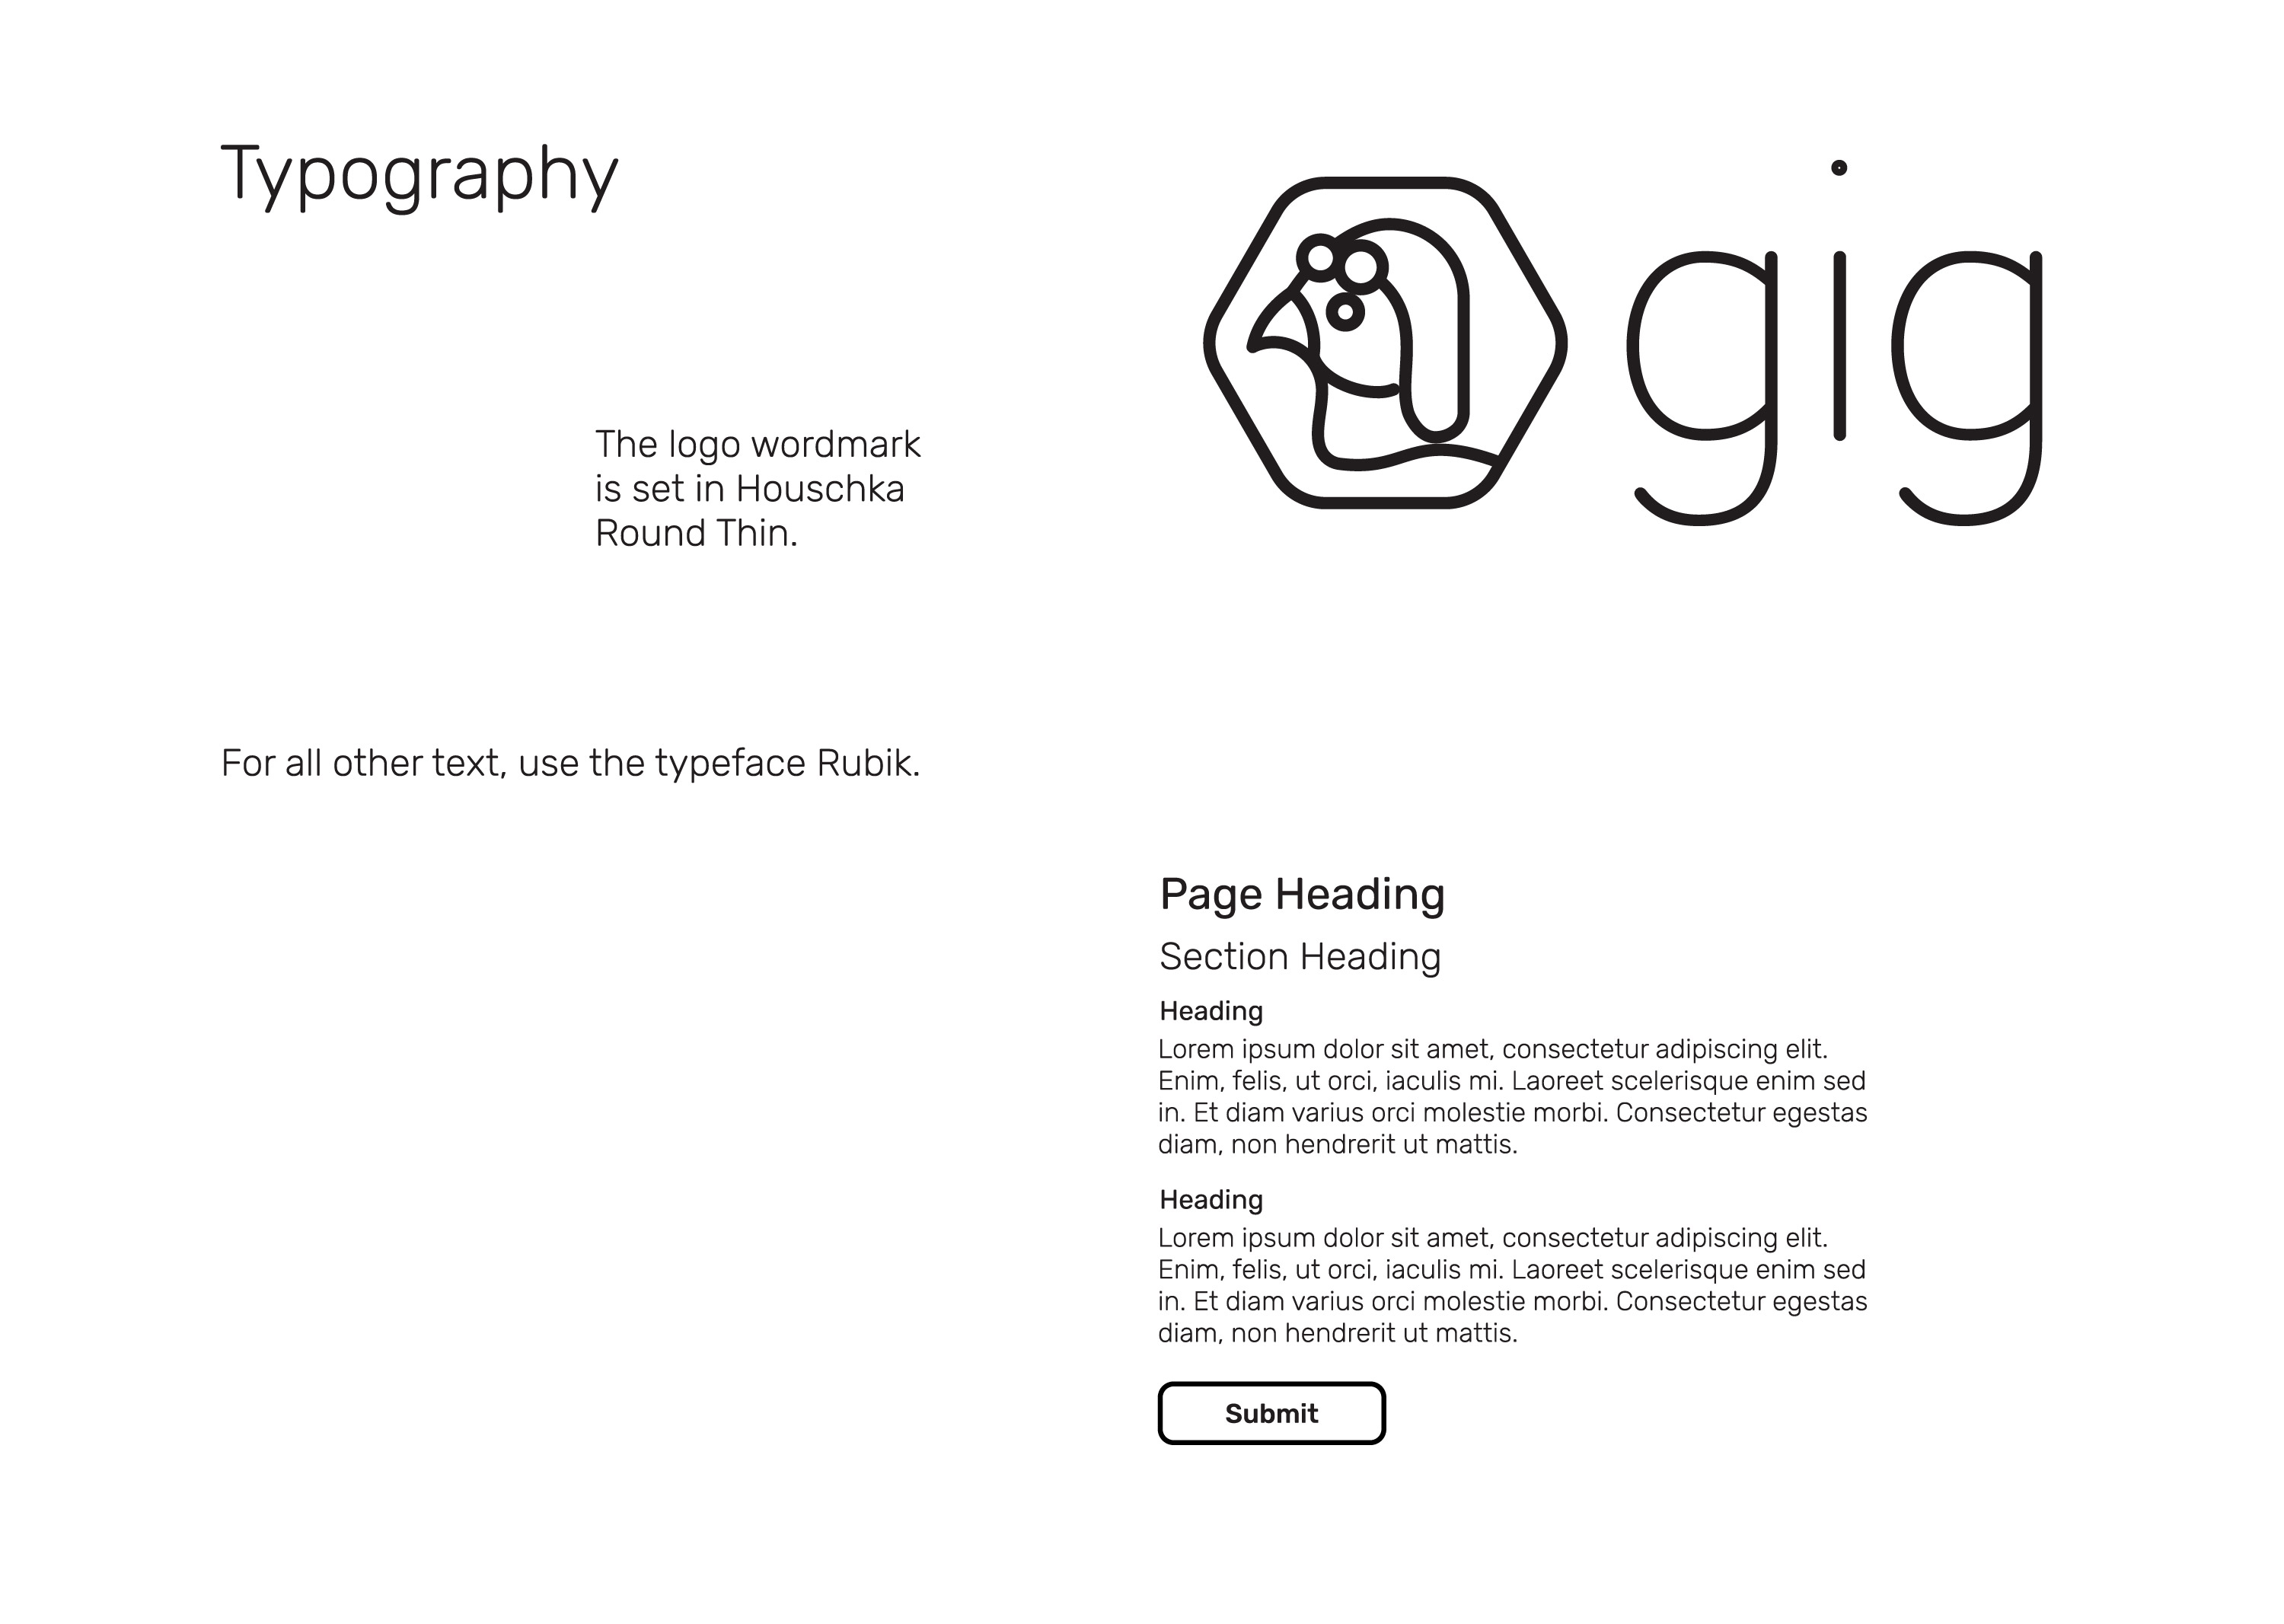 Typography
gig
The logo wordmark
is set in Houschka
Round Thin.
For all other text, use the typeface Rubik.
Page Heading
Section Heading
Heading
Lorem ipsum dolor sit amet, consectetur adipiscing elit.
Enim, felis, ut orci, iaculis mi. Laoreet scelerisque enim sed
in. Et diam varius orci molestie morbi. Consectetur egestas
diam, non hendrerit ut mattis.
Heading
Lorem ipsum dolor sit amet, consectetur adipiscing elit.
Enim, felis, ut orci, iaculis mi. Laoreet scelerisque enim sed
in. Et diam varius orci molestie morbi. Consectetur egestas
diam, non hendrerit ut mattis.
Submit